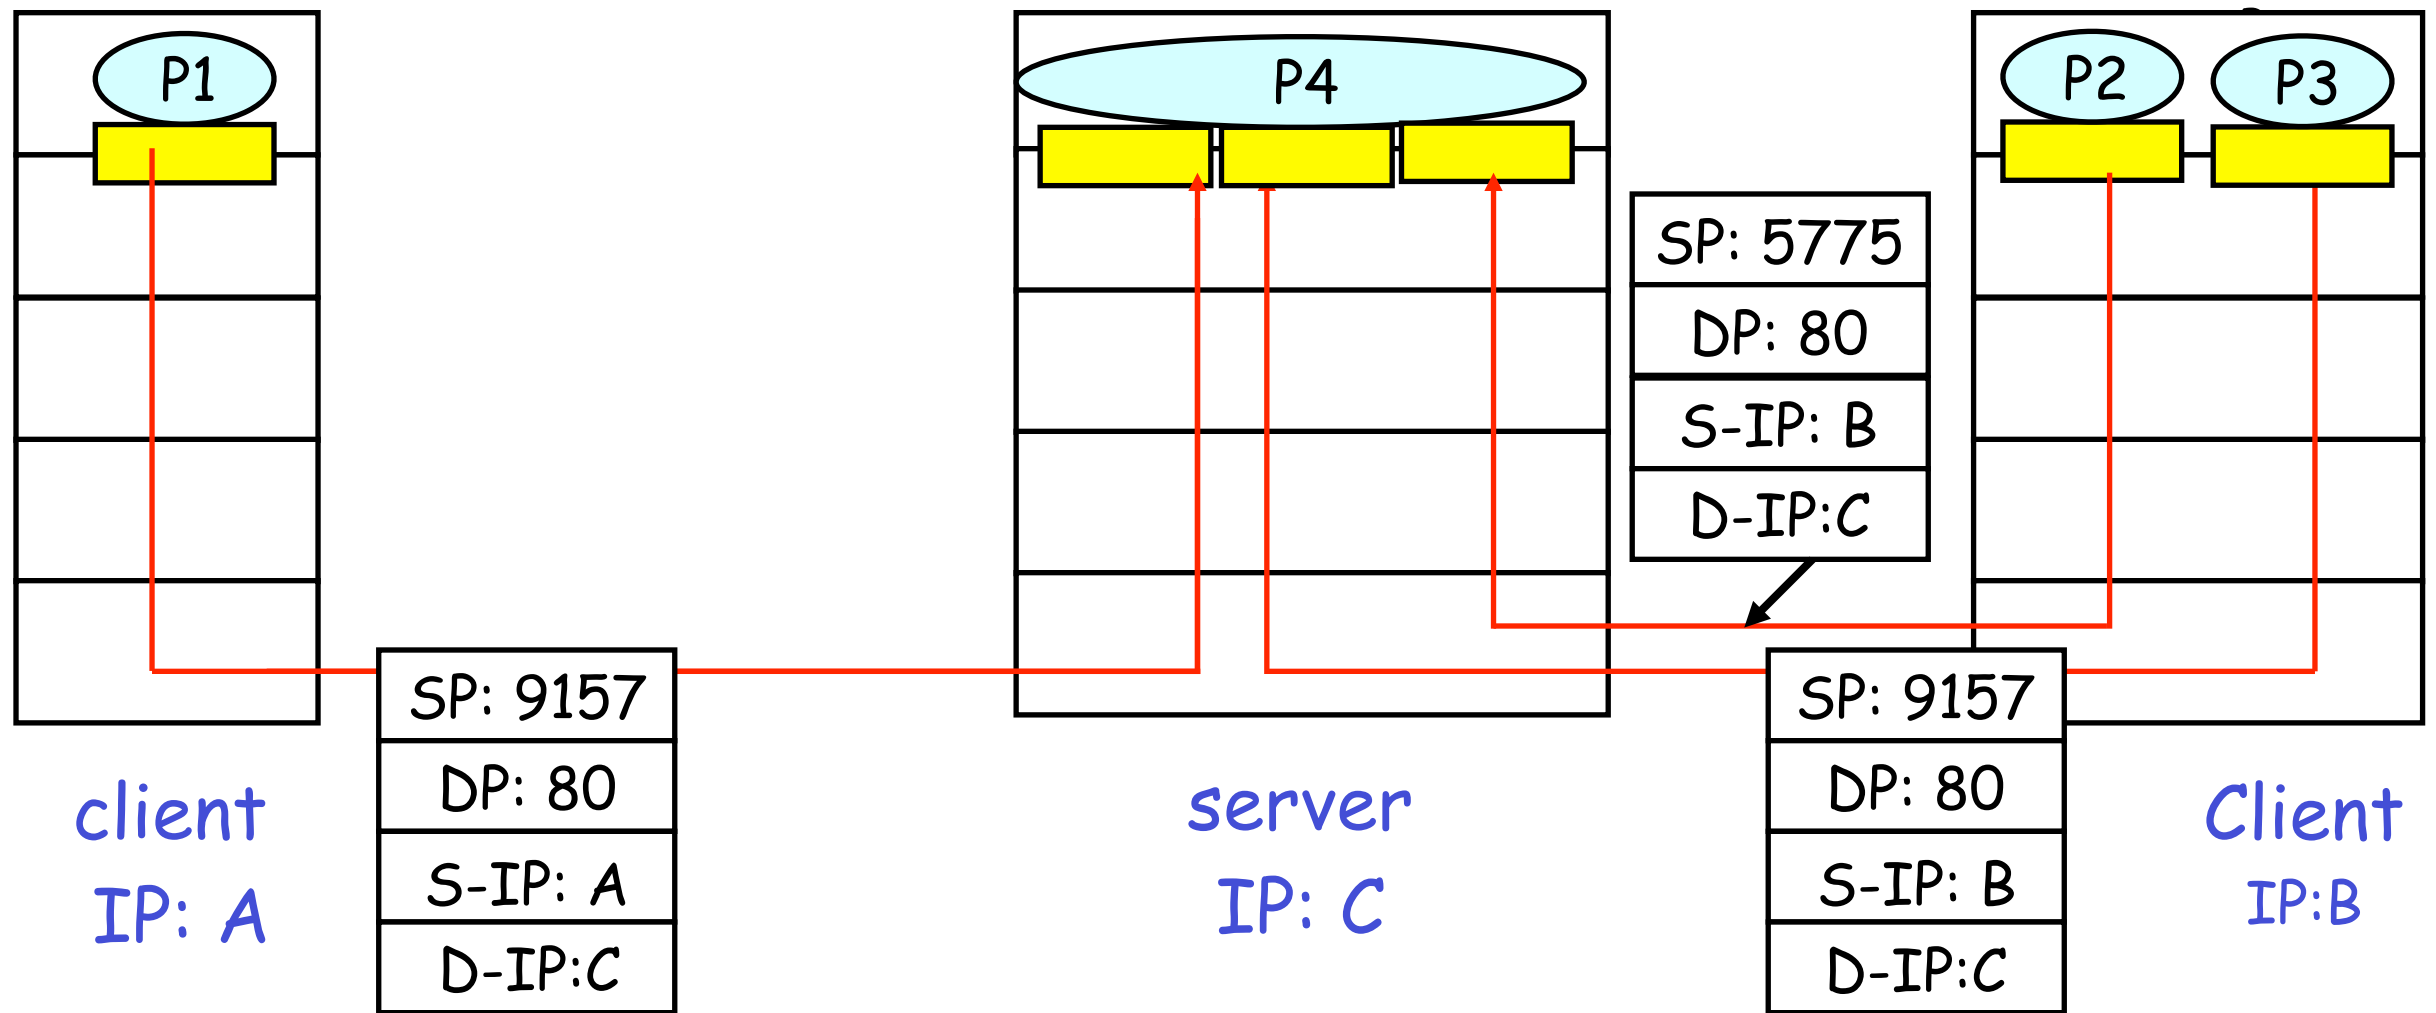 P1
P4
P2
P3
SP: 5775
DP: 80
S-IP: B
D-IP:C
SP: 9157
DP: 80
S-IP: A
D-IP:C
SP: 9157
DP: 80
S-IP: B
D-IP:C
client
IP: A
server
IP: C
Client
IP:B